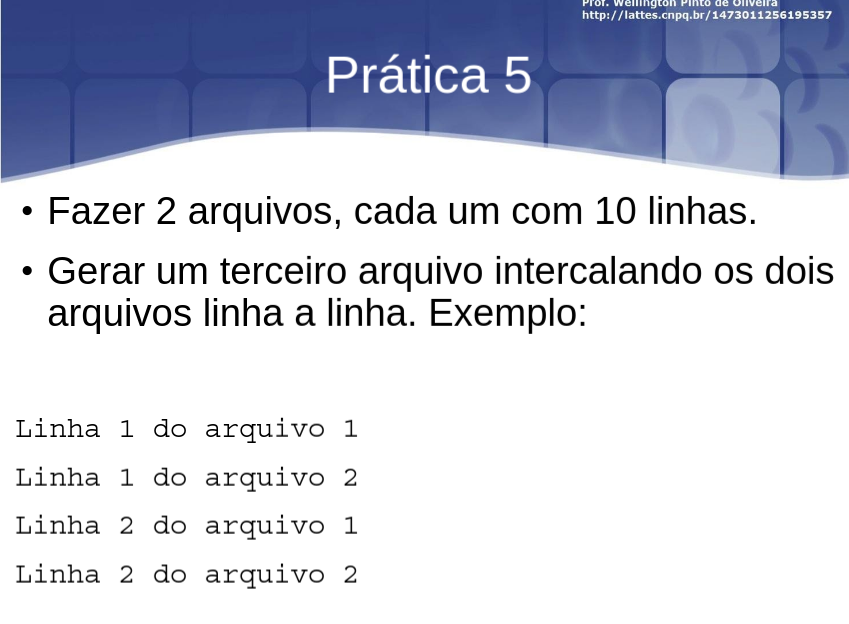 Prof. Wellington Pinto de Oliveira
http://lattes.cnpq.br/1473011256195357
Prática 5
• Fazer 2 arquivos, cada um com 10 linhas.
• Gerar um terceiro arquivo intercalando os dois
arquivos linha a linha. Exemplo:
Linha 1 do arquivo 1
Linha 1 do arquivo 2
Linha 2 do arquivo 1
Linha 2 do arquivo 2